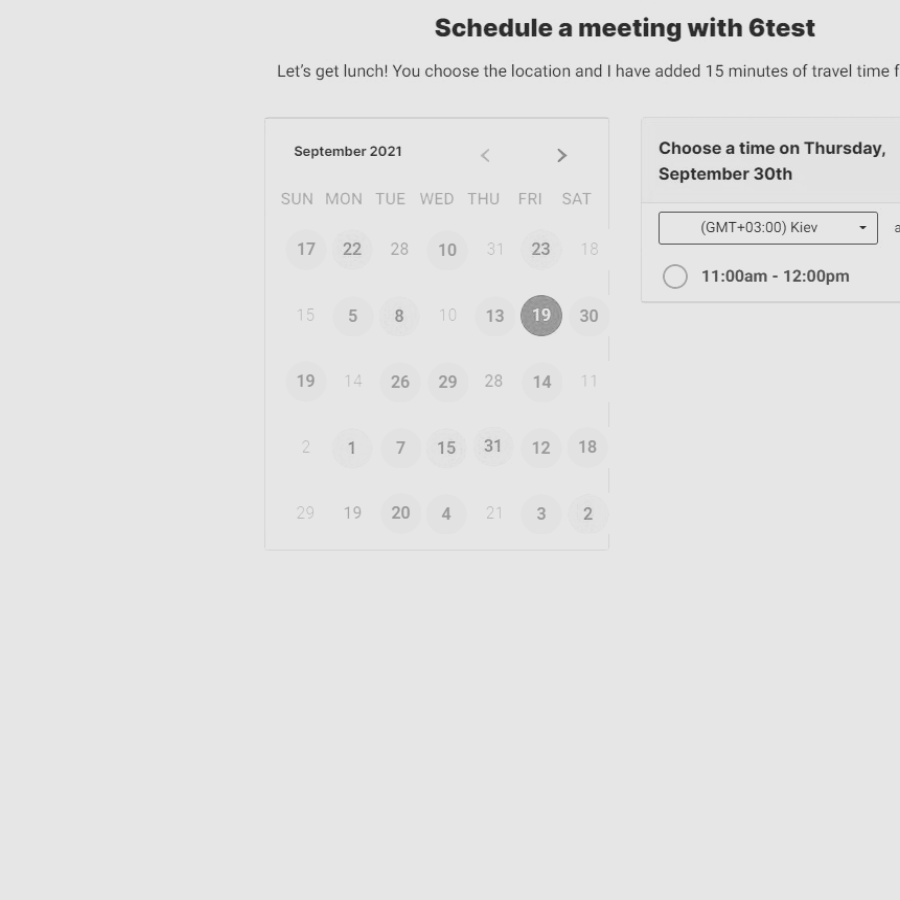 Schedule a meeting with 6test
Let's get lunch! You choose the location and I have added 15 minutes of travel time f
September 2021
SUN MON TUE WED THU FRI SAT
17 22 28 10 31 23 18
15 5 8 10 13 19 30
19 14 26 29 28 14 11
2 1 7 15 31 12 18
29 19 20 4 21 3 2
Choose a time on Thursday,
September 30th
(GMT+03:00) Kiev a
11:00am - 12:00pm